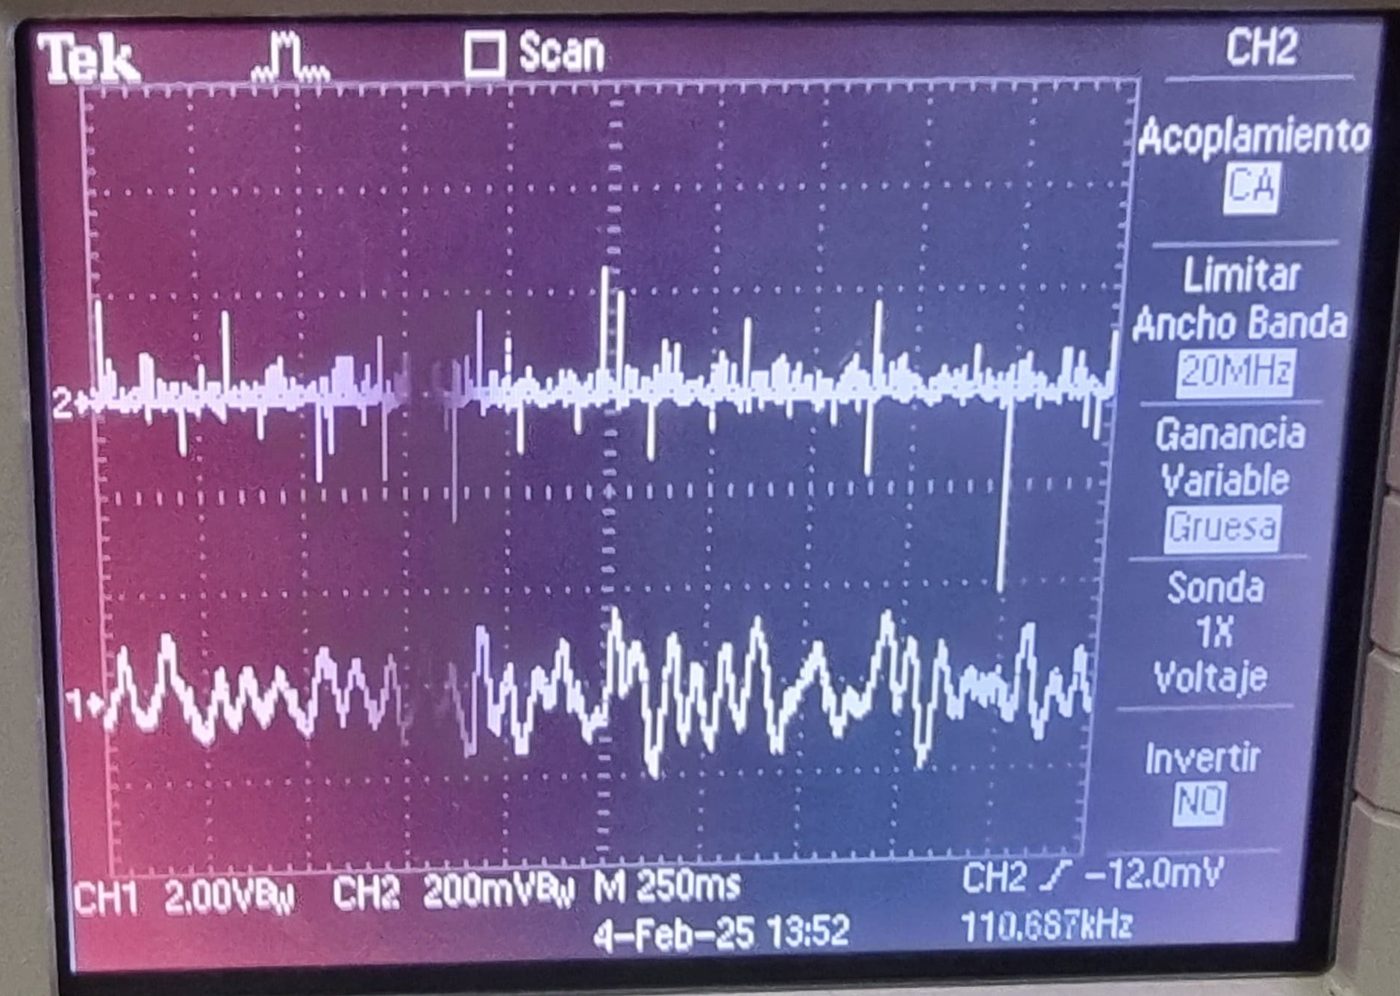 Tek
Scan
CH2
Acoplamiento
CA
Limitar
Ancho Banda
20MHz
Ganancia
Variable
Gruesa
Sonda
1X
Voltaje
Invertir
NO
2
1
CH1 2.00VBW CH2 200mVBW M 250ms
CH2 -12.0mV
4-Feb-25 13:52
110.687kHz